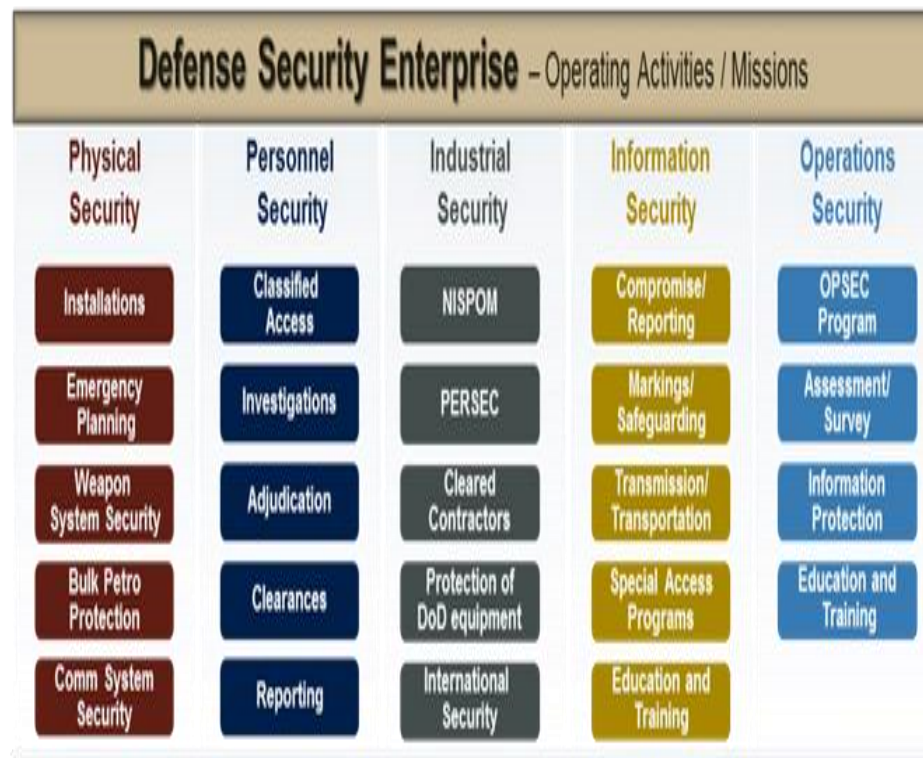 Defense Security Enterprise – Operating Activities / Missions
Physical
Security
Installations
Emergency
Planning
Weapon
System Security
Bulk Petro
Protection
Comm System
Security
Personnel
Security
Classified
Access
Investigations
Adjudication
Clearances
Reporting
Industrial
Security
NISPOM
PERSEC
Cleared
Contractors
Protection of
DoD equipment
International
Security
Information
Security
Compromise/
Reporting
Markings/
Safeguarding
Transmission/
Transportation
Special Access
Programs
Education and
Training
Operations
Security
OPSEC
Program
Assessment/
Survey
Information
Protection
Education and
Training